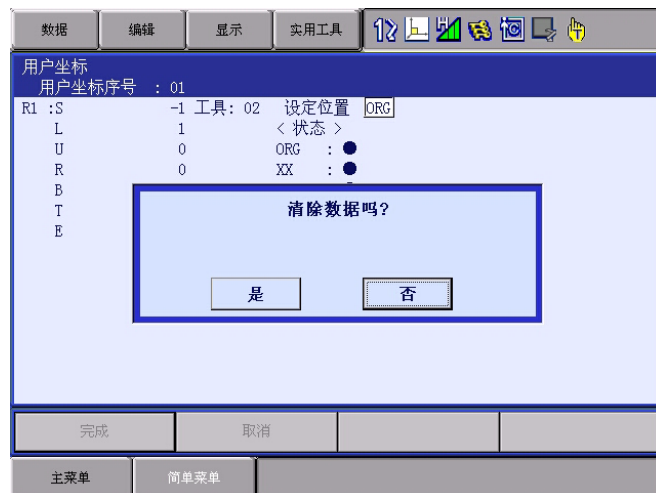 数据 编辑 显示 实用工具
用户坐标
用户坐标序号 : 01
R1 :S -1 工具: 02 设定位置 ORG
L 1 < 状态 >
U 0 ORG : ●
R 0 XX : ●
B
T
E
清除数据吗?
是 否
完成 取消
主菜单 简单菜单